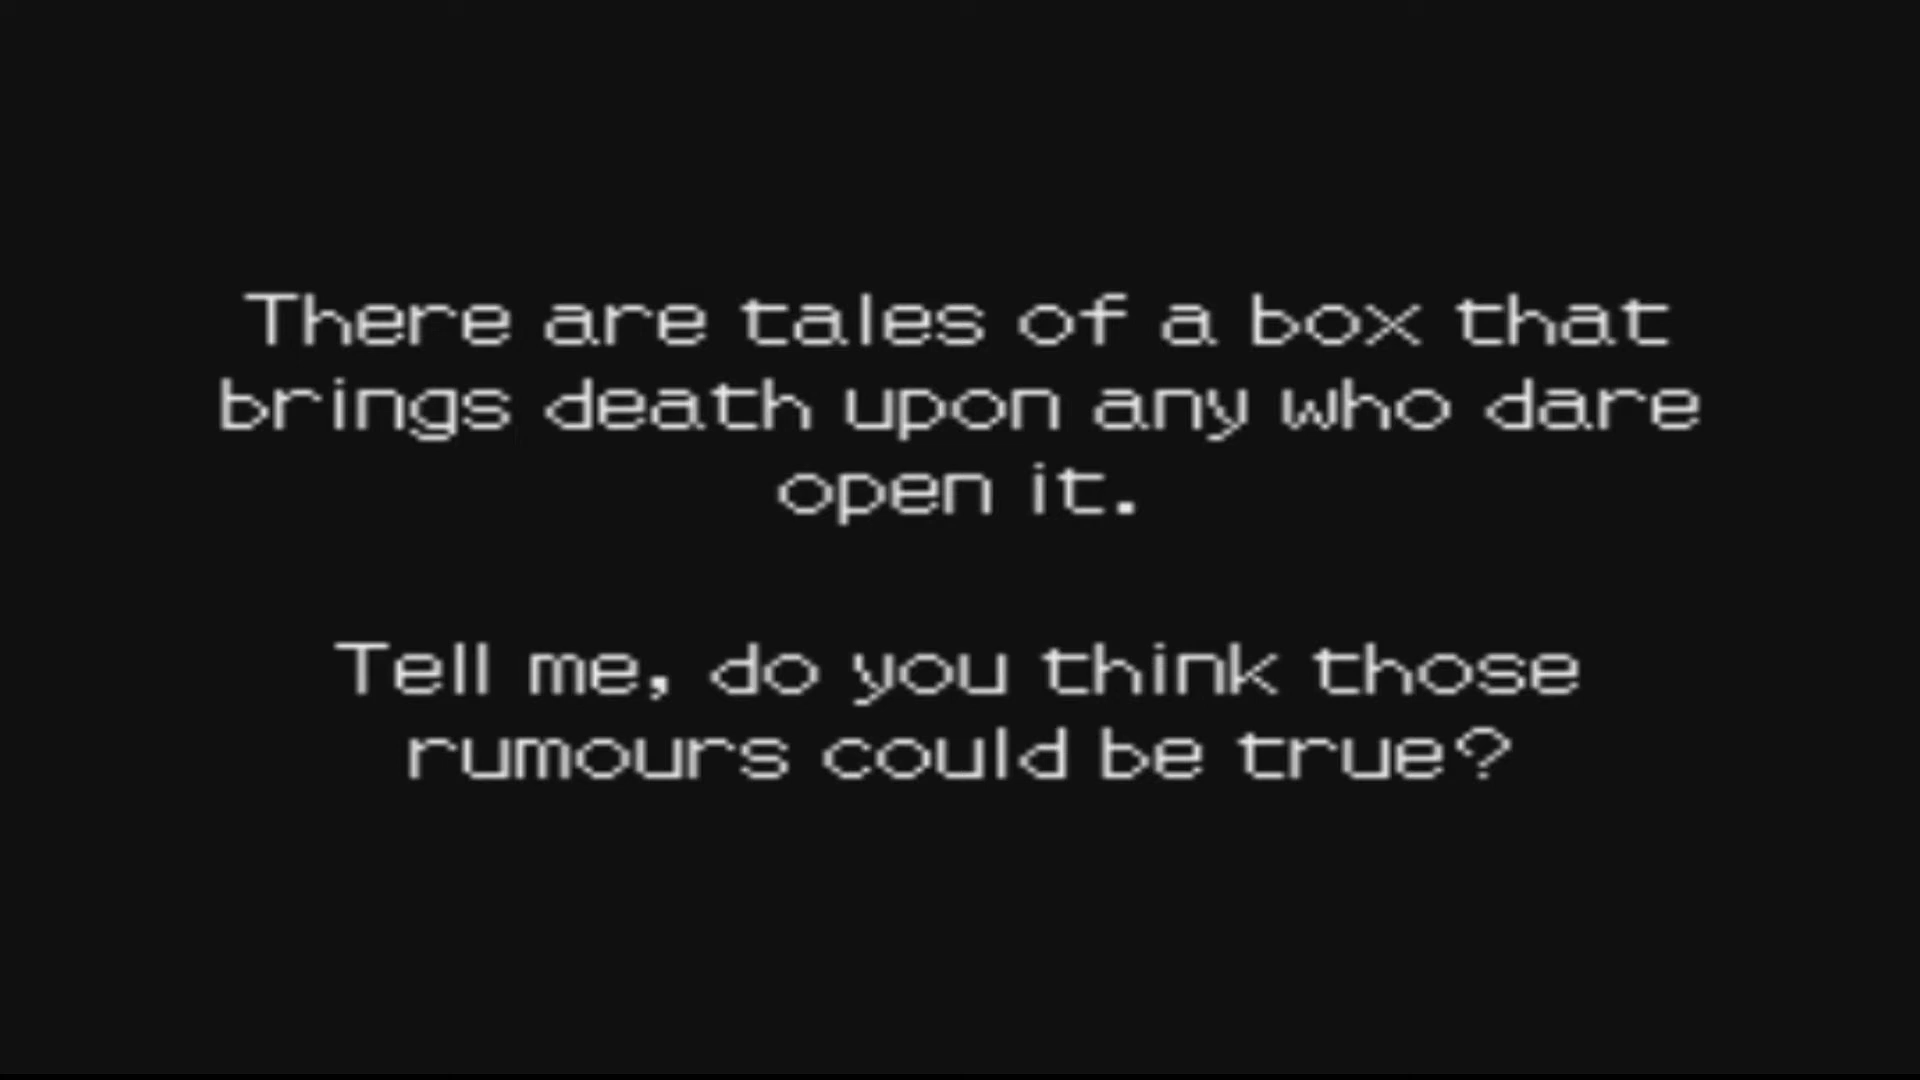 There are tales of a box that
brings death upon any who dare
open it.
Tell me, do you think those
rumours could be true?